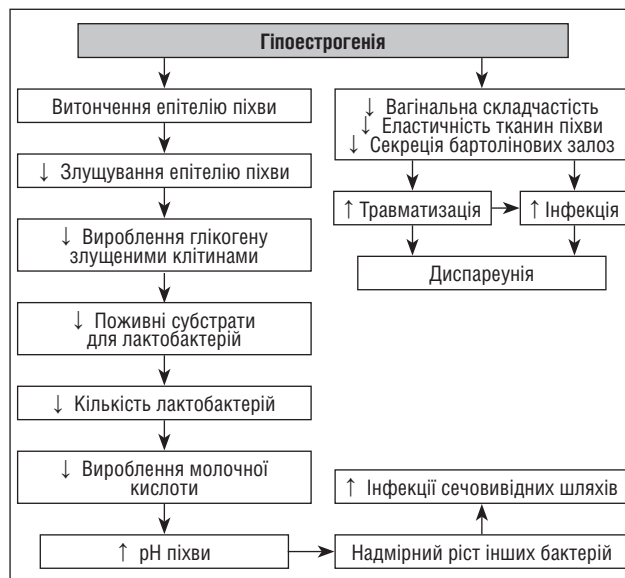 Гіпоестрогенія
Витончення епітелію піхви
↓ Злущування епітелію піхви
↓ Вироблення глікогену
злущеними клітинами
↓ Поживні субстрати
для лактобактерій
↓ Кількість лактобактерій
↓ Вироблення молочної
кислоти
↑ pH піхви
Надмірний ріст інших бактерій
↑ Інфекції сечовивідних шляхів
↓ Вагінальна складчастість
↓ Еластичність тканин піхви
↓ Секреція бартолінових залоз
↑ Травматизація
↑ Інфекція
Диспареунія